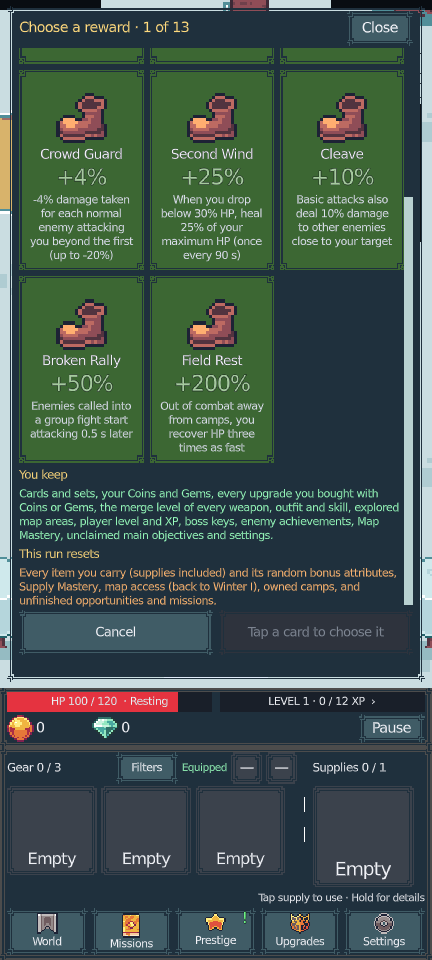 Choose a reward · 1 of 13
Close
Crowd Guard
+4%
-4% damage taken
for each normal
enemy attacking
you beyond the first
(up to -20%)
Second Wind
+25%
When you drop
below 30% HP, heal
25% of your
maximum HP (once
every 90 s)
Cleave
+10%
Basic attacks also
deal 10% damage
to other enemies
close to your target
Broken Rally
+50%
Enemies called into
a group fight start
attacking 0.5 s later
Field Rest
+200%
Out of combat away
from camps, you
recover HP three
times as fast
You keep
Cards and sets, your Coins and Gems, every upgrade you bought with
Coins or Gems, the merge level of every weapon, outfit and skill, explored
map areas, player level and XP, boss keys, enemy achievements, Map
Mastery, unclaimed main objectives and settings.
This run resets
Every item you carry (supplies included) and its random bonus attributes,
Supply Mastery, map access (back to Winter I), owned camps, and
unfinished opportunities and missions.
Cancel
Tap a card to choose it
HP 100 / 120 · Resting
LEVEL 1 · 0 / 12 XP ›
0
0
Pause
Gear 0 / 3
Filters
Equipped
—
—
Supplies 0 / 1
Empty
Empty
Empty
Empty
Tap supply to use · Hold for details
World
Missions
Prestige
!
Upgrades
Settings